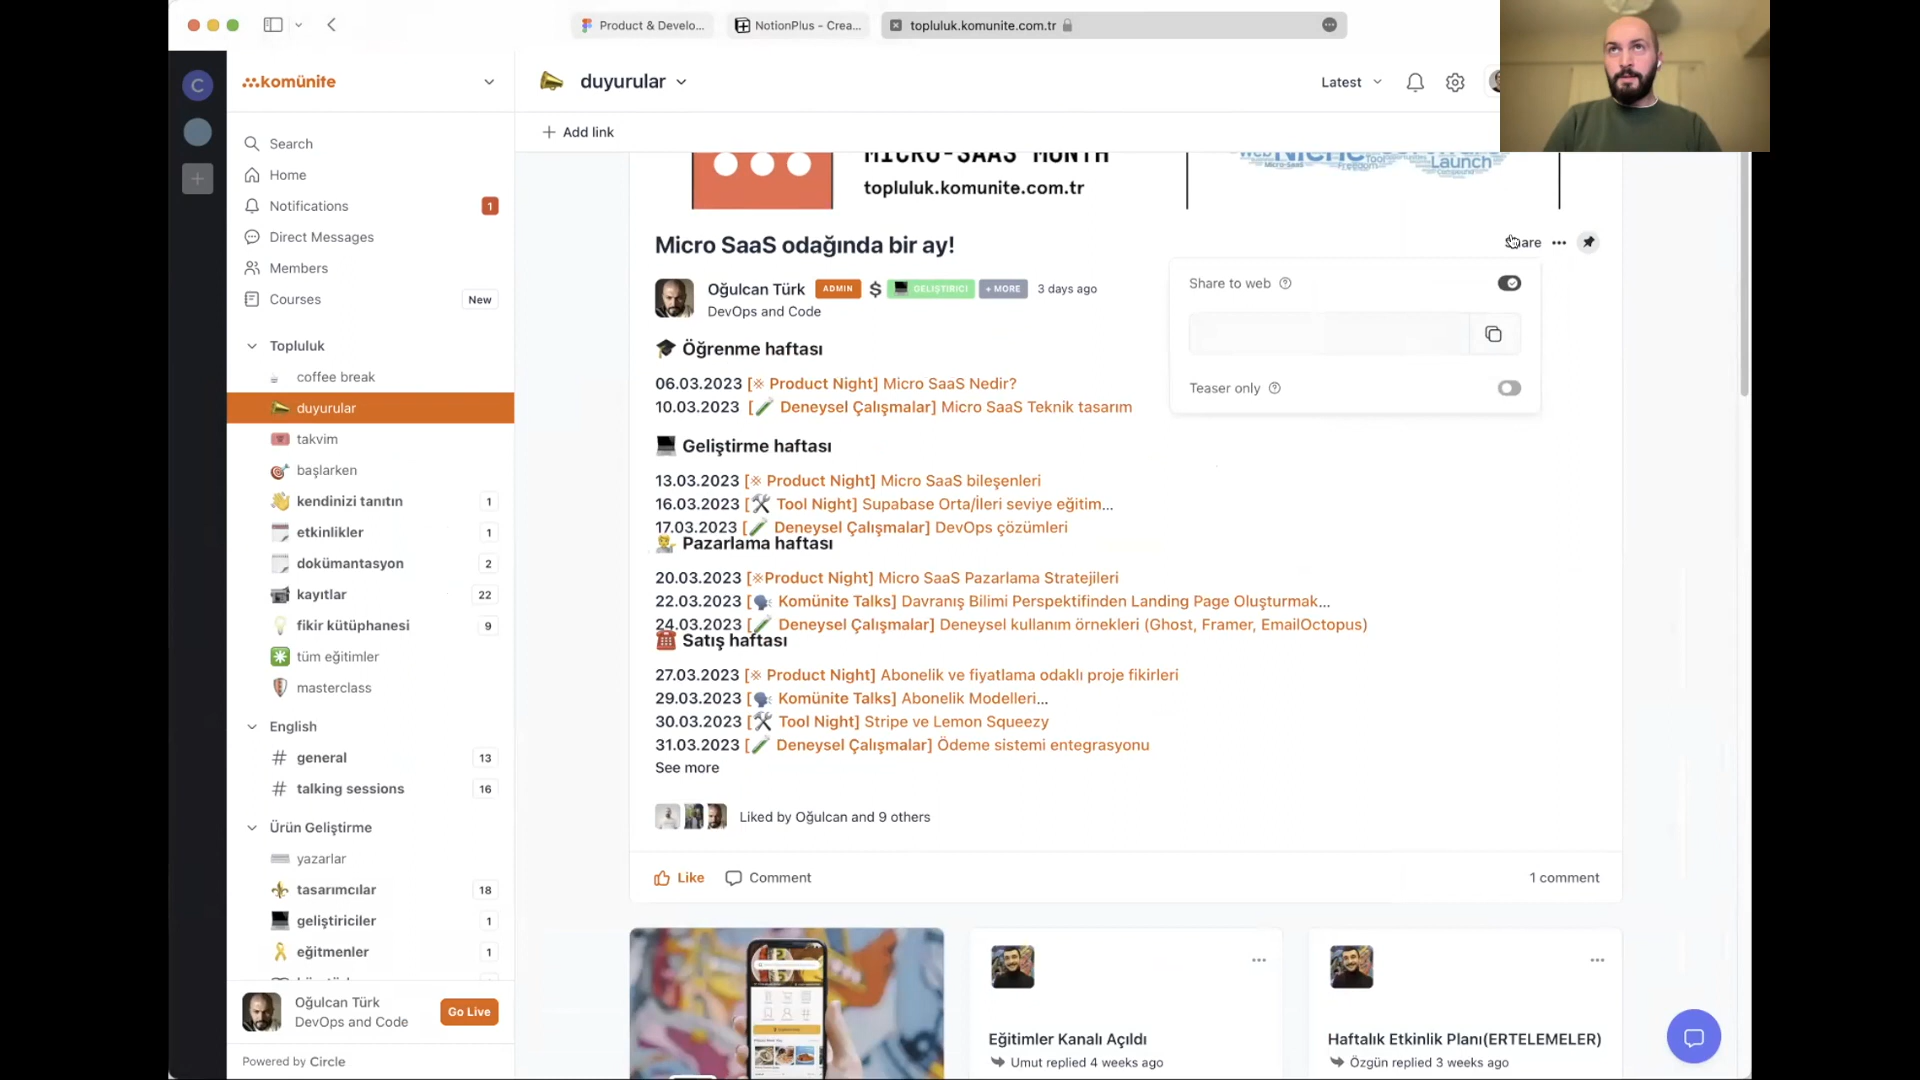 Product & Develo...
NotionPlus - Crea...
topluluk.komunite.com.tr
C
komünite
duyurular
Latest
+ Add link
Search
Home
Notifications 1
Direct Messages
Members
Courses New
Topluluk
coffee break
duyurular
takvim
başlarken
kendinizi tanıtın 1
etkinlikler 1
dokümantasyon 2
kayıtlar 22
fikir kütüphanesi 9
tüm eğitimler
masterclass
English
# general 13
# talking sessions 16
Ürün Geliştirme
yazarlar
tasarımcılar 18
geliştiriciler 1
eğitmenler 1
Oğulcan Türk
DevOps and Code
Go Live
Powered by Circle
MICRO-SAAS MONTH
topluluk.komunite.com.tr
Niche
Tool
Launch
Freedom
Micro SaaS odağında bir ay!
Share
Oğulcan Türk ADMIN $ GELİŞTİRİCİ + MORE 3 days ago
DevOps and Code
Share to web
Teaser only
Öğrenme haftası
06.03.2023 [※ Product Night] Micro SaaS Nedir?
10.03.2023 [🧪 Deneysel Çalışmalar] Micro SaaS Teknik tasarım
Geliştirme haftası
13.03.2023 [※ Product Night] Micro SaaS bileşenleri
16.03.2023 [🛠 Tool Night] Supabase Orta/İleri seviye eğitim...
17.03.2023 [🧪 Deneysel Çalışmalar] DevOps çözümleri
Pazarlama haftası
20.03.2023 [※Product Night] Micro SaaS Pazarlama Stratejileri
22.03.2023 [🗣 Komünite Talks] Davranış Bilimi Perspektifinden Landing Page Oluşturmak...
24.03.2023 [🧪 Deneysel Çalışmalar] Deneysel kullanım örnekleri (Ghost, Framer, EmailOctopus)
Satış haftası
27.03.2023 [※ Product Night] Abonelik ve fiyatlama odaklı proje fikirleri
29.03.2023 [🗣 Komünite Talks] Abonelik Modelleri...
30.03.2023 [🛠 Tool Night] Stripe ve Lemon Squeezy
31.03.2023 [🧪 Deneysel Çalışmalar] Ödeme sistemi entegrasyonu
See more
Liked by Oğulcan and 9 others
Like
Comment
1 comment
Eğitimler Kanalı Açıldı
Umut replied 4 weeks ago
Haftalık Etkinlik Planı(ERTELEMELER)
Özgün replied 3 weeks ago